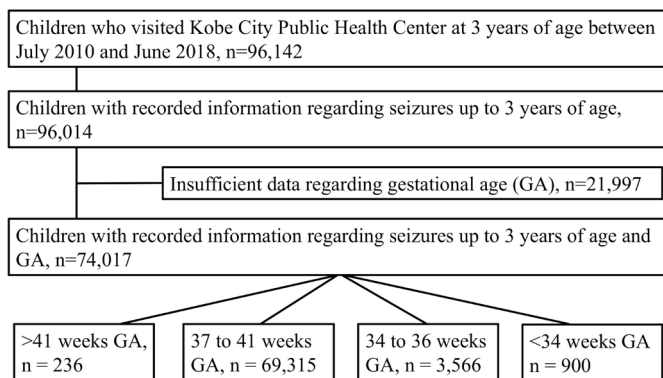 Children who visited Kobe City Public Health Center at 3 years of age between
July 2010 and June 2018, n=96,142
Children with recorded information regarding seizures up to 3 years of age,
n=96,014
Insufficient data regarding gestational age (GA), n=21,997
Children with recorded information regarding seizures up to 3 years of age and
GA, n=74,017
>41 weeks GA,
n = 236
37 to 41 weeks
GA, n = 69,315
34 to 36 weeks
GA, n = 3,566
<34 weeks GA
n = 900